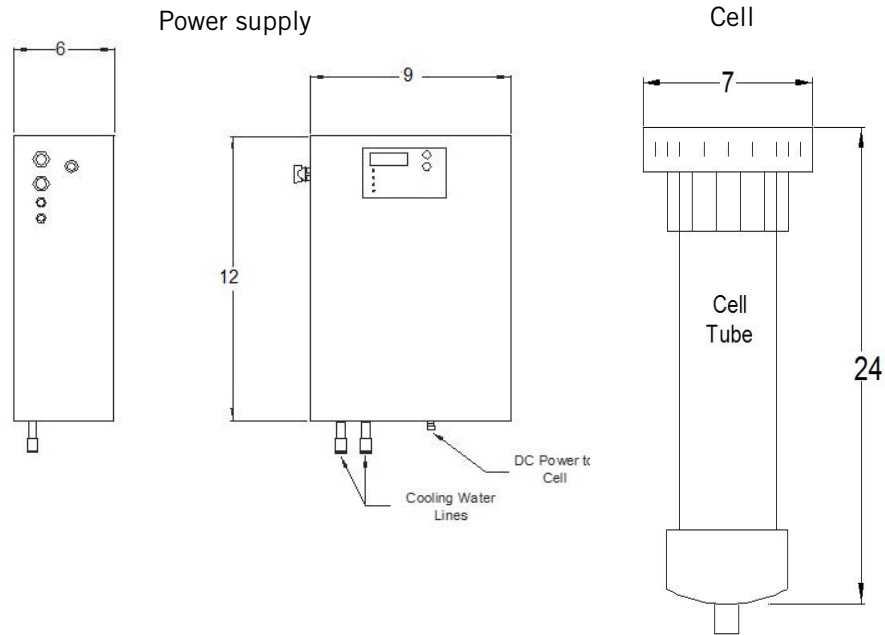 Power supply
Cell
6
9
7
12
Cell
Tube
24
DC Power to
Cell
Cooling Water
Lines